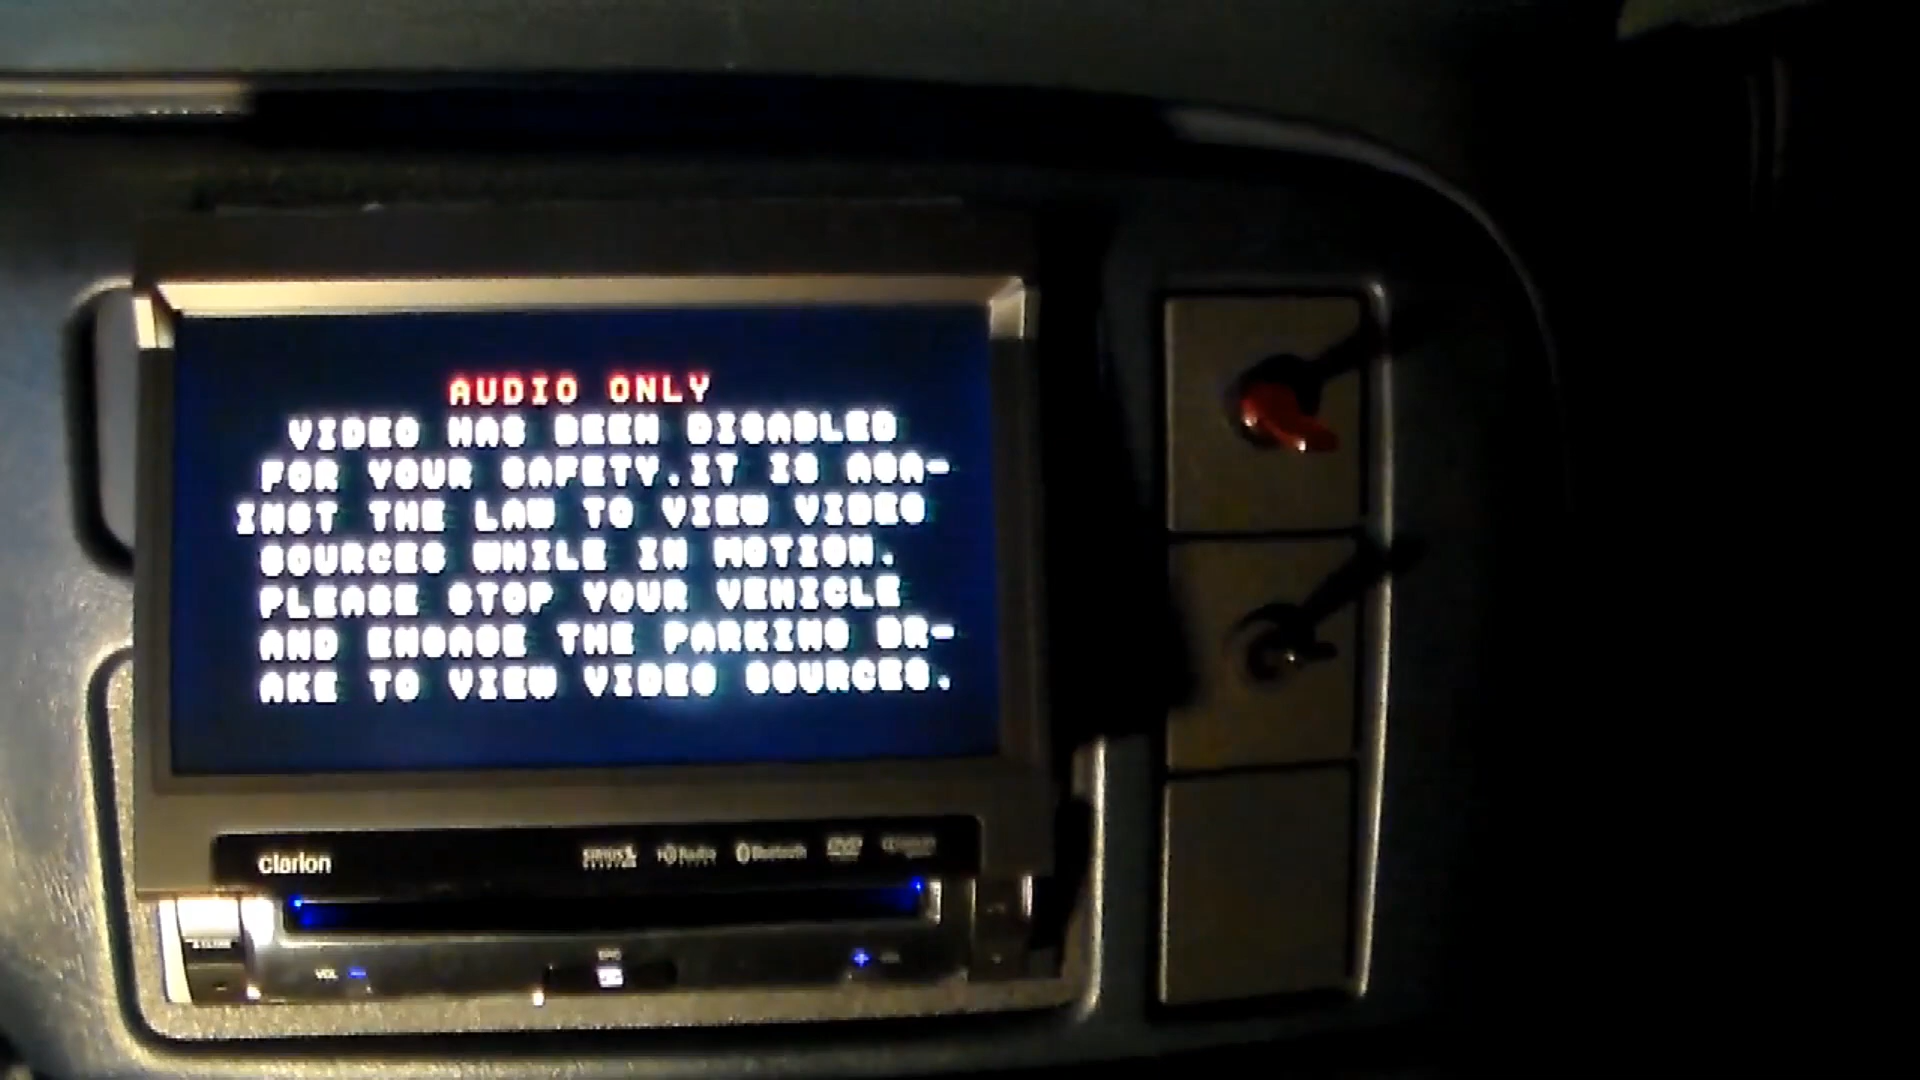 AUDIO ONLY
VIDEO HAS BEEN DISABLED
FOR YOUR SAFETY.IT IS AGA-
INST THE LAW TO VIEW VIDEO
SOURCES WHILE IN MOTION.
PLEASE STOP YOUR VEHICLE
AND ENGAGE THE PARKING BR-
AKE TO VIEW VIDEO SOURCES.
clarion SIRIUS HD Radio Bluetooth DVD
VOL − SRC +